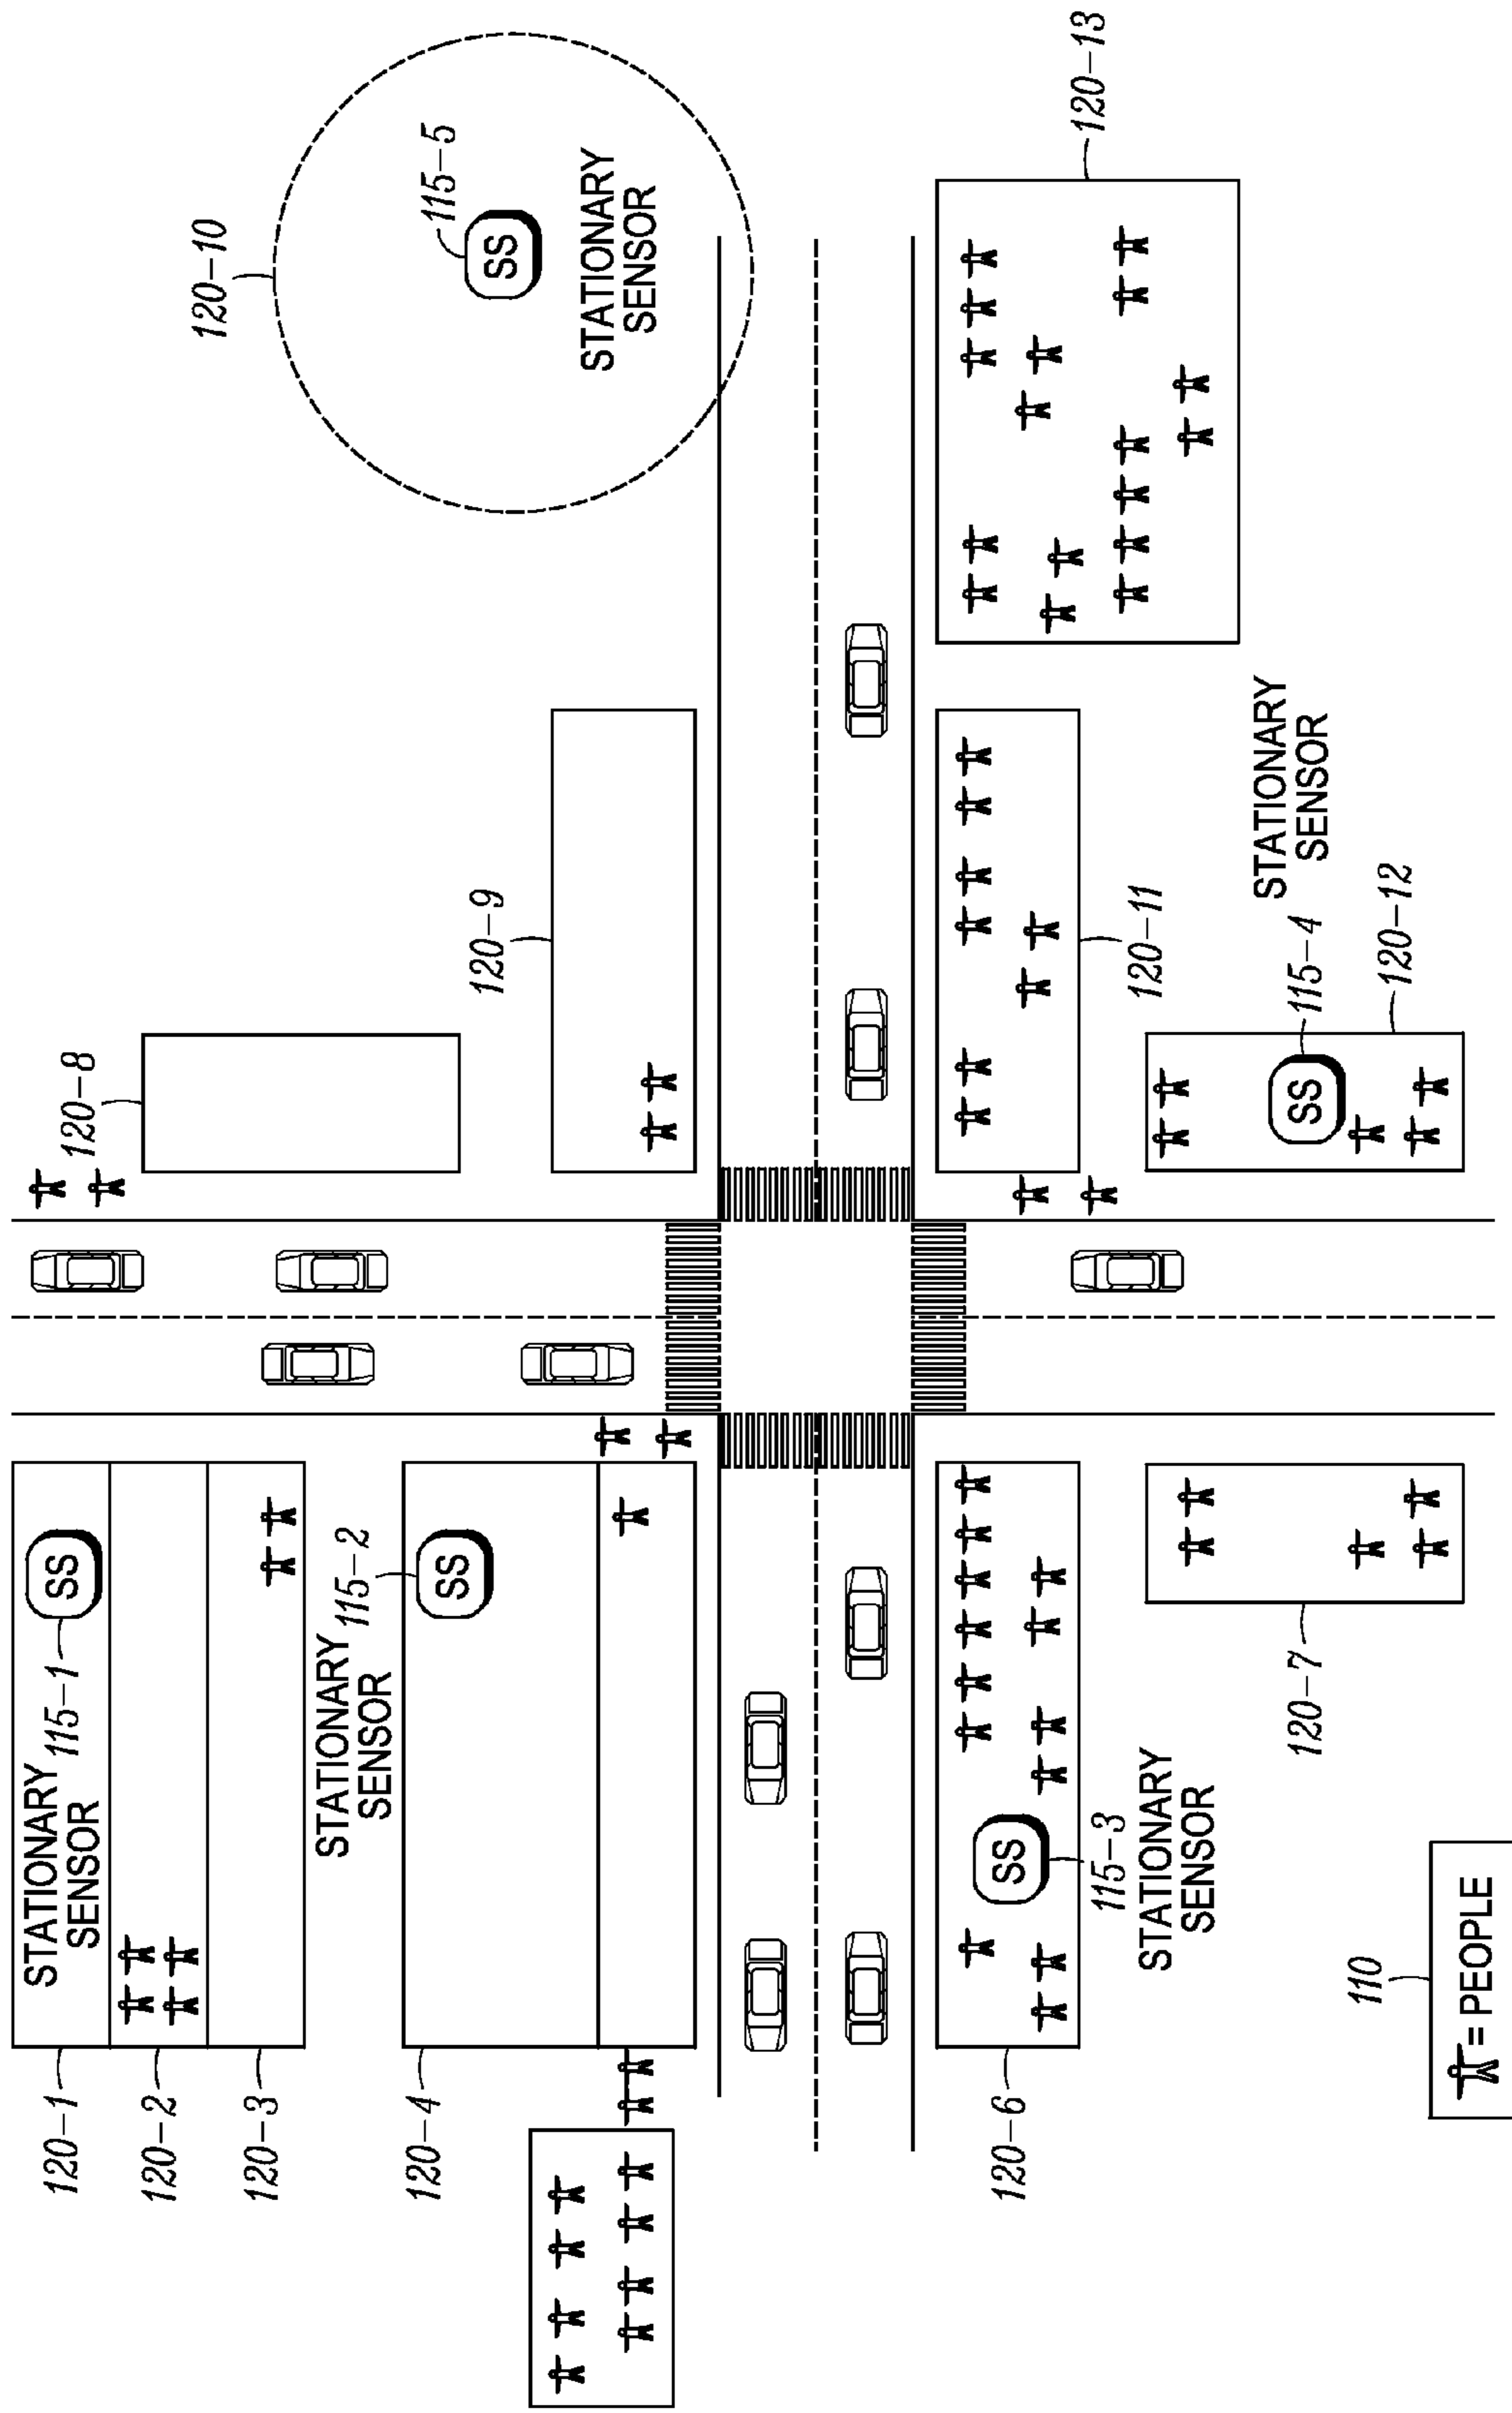 120-1
STATIONARY
SENSOR
115-1
SS
120-2
120-3
STATIONARY
SENSOR
115-2
120-4
SS
120-8
120-9
120-10
115-5
SS
STATIONARY
SENSOR
120-6
SS
115-3
STATIONARY
SENSOR
120-7
120-11
STATIONARY
SENSOR
SS
115-4
120-12
120-13
110
= PEOPLE